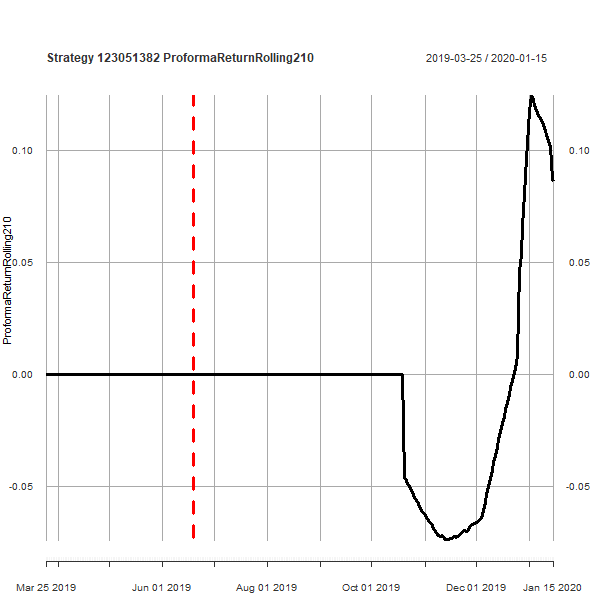 Strategy 123051382 ProformaReturnRolling210
2019-03-25 / 2020-01-15
0.10
0.10
ProformaReturnRolling210
0.05
0.05
0.00
0.00
-0.05
-0.05
Mar 25 2019
Jun 01 2019
Aug 01 2019
Oct 01 2019
Dec 01 2019
Jan 15 2020